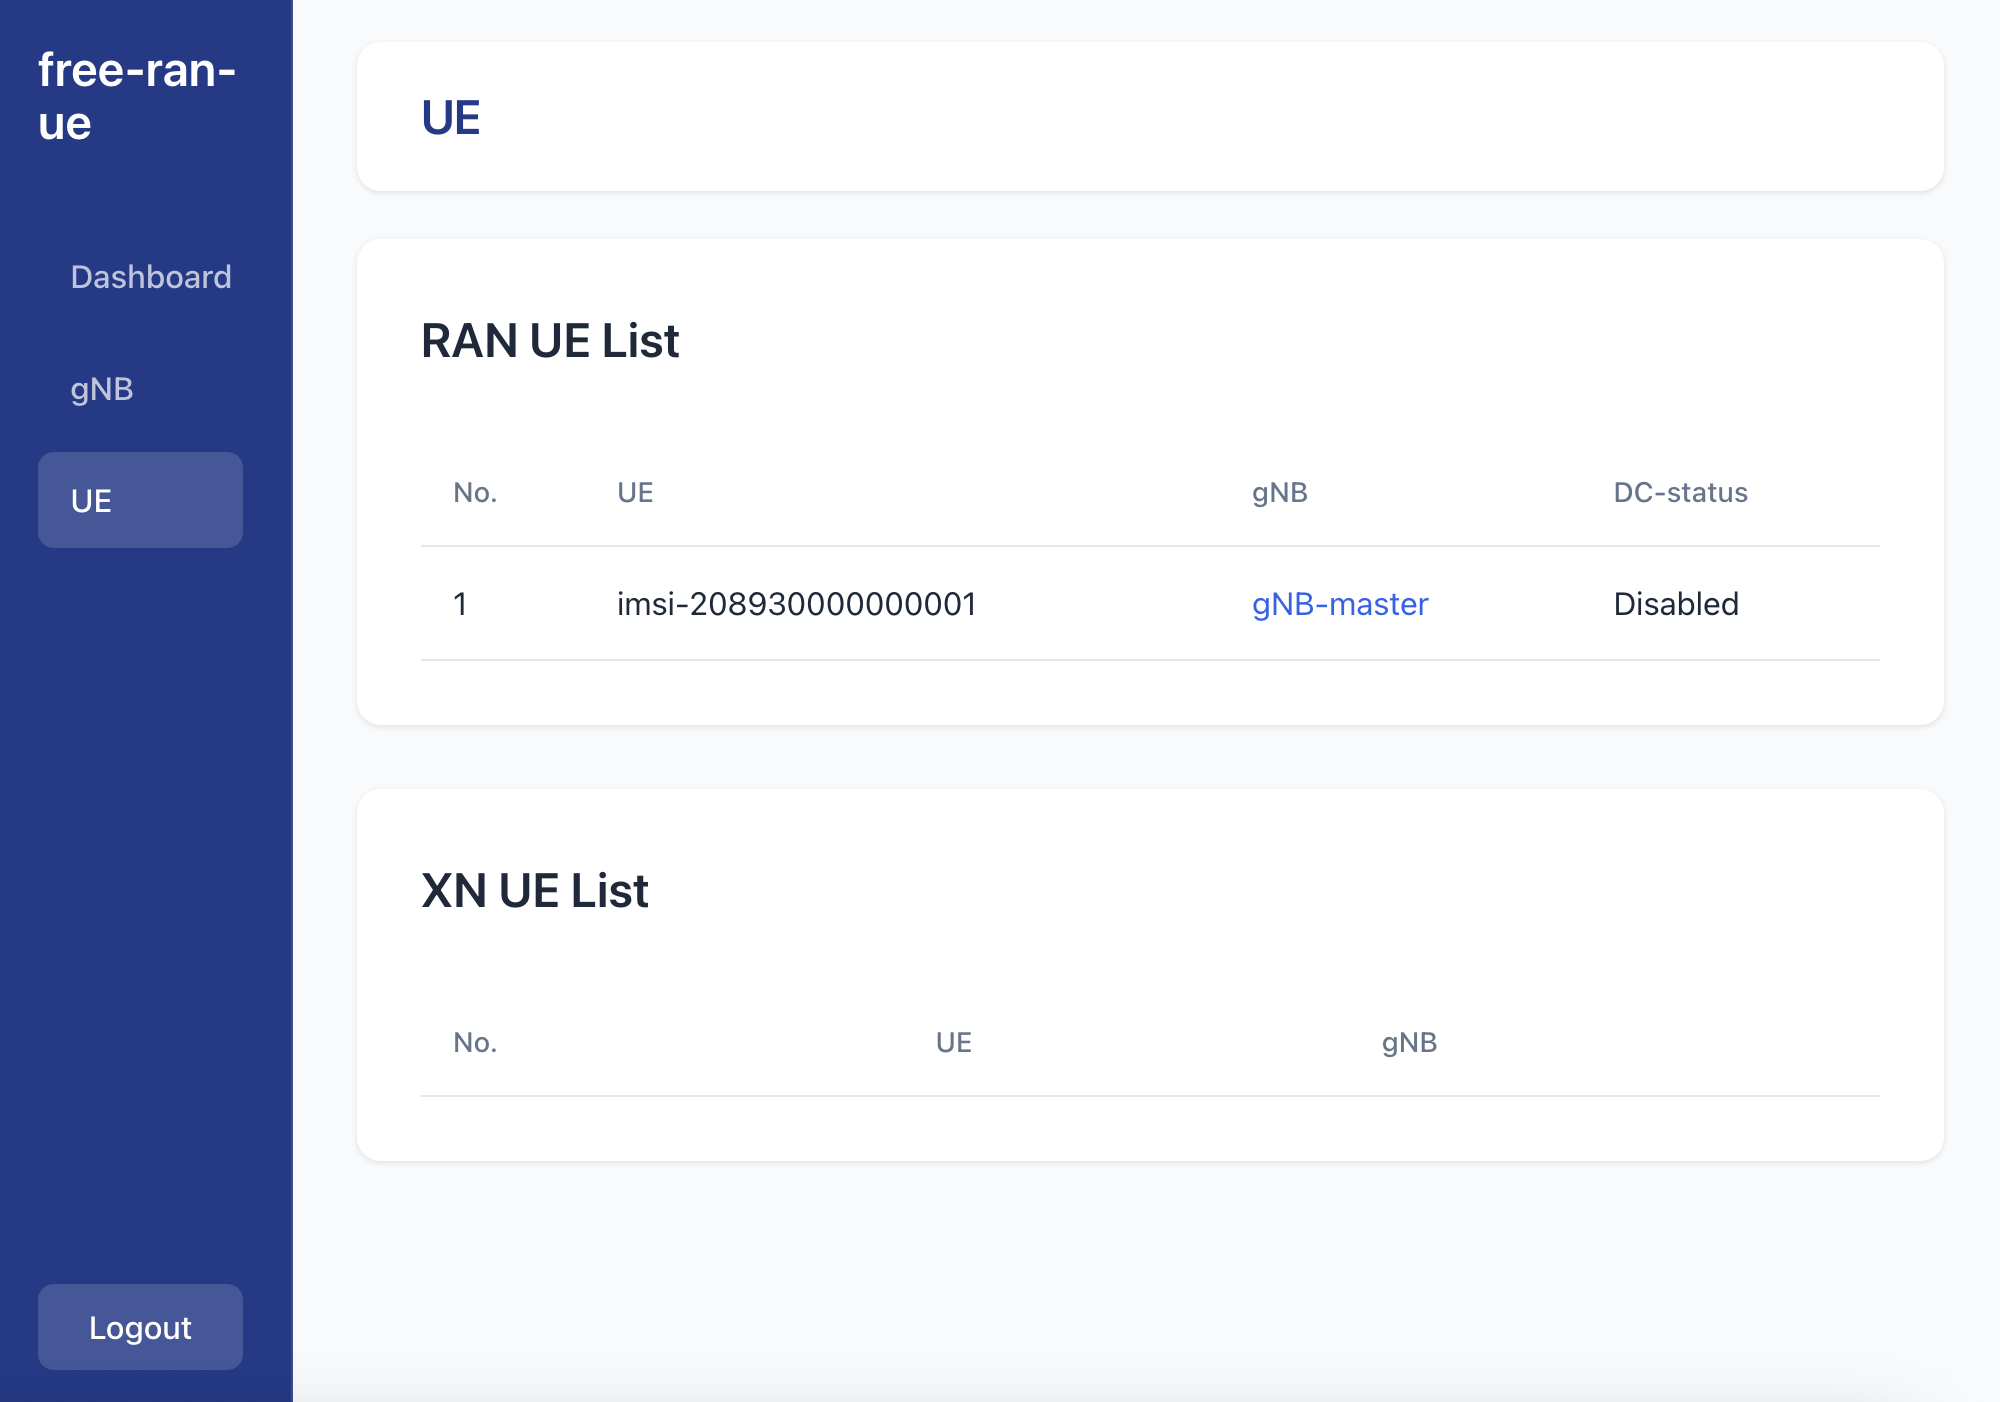 free-ran-
ue
Dashboard
gNB
UE
Logout
UE
RAN UE List
No. UE gNB DC-status
1 imsi-208930000000001 gNB-master Disabled
XN UE List
No. UE gNB